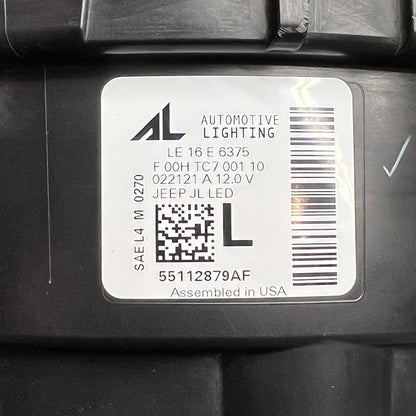 AL
AUTOMOTIVE
LIGHTING
LE 16 E 6375
F 00H TC7 001 10
022121 A 12.0 V
JEEP JL LED
SAE L4 M 0270
L
55112879AF
Assembled in USA